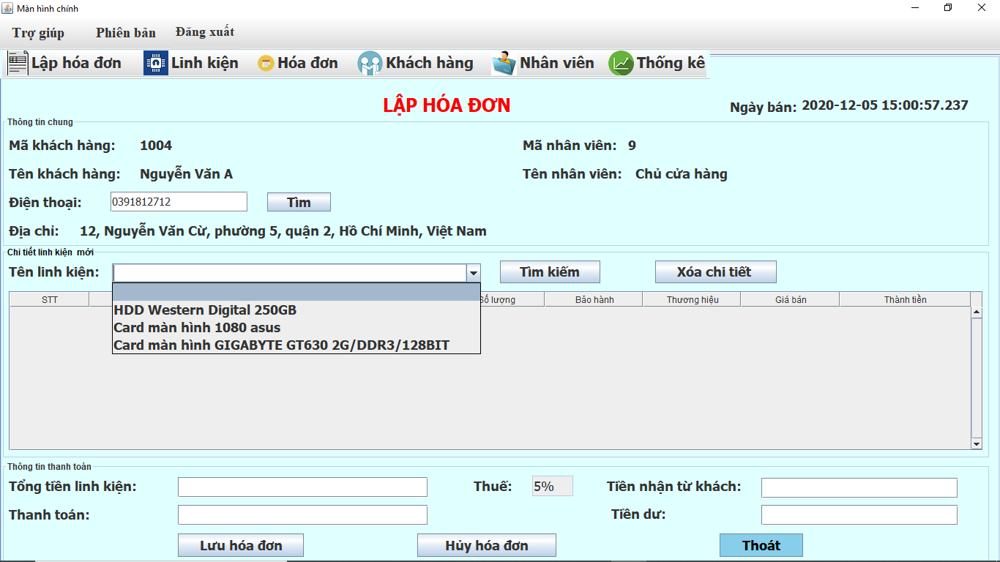 Màn hình chính
Trợ giúp Phiên bản Đăng xuất
Lập hóa đơn Linh kiện Hóa đơn Khách hàng Nhân viên Thống kê
LẬP HÓA ĐƠN
Ngày bán: 2020-12-05 15:00:57.237
Thông tin chung
Mã khách hàng: 1004 Mã nhân viên: 9
Tên khách hàng: Nguyễn Văn A Tên nhân viên: Chủ cửa hàng
Điện thoại: 0391812712 Tìm
Địa chỉ: 12, Nguyễn Văn Cừ, phường 5, quận 2, Hồ Chí Minh, Việt Nam
Chi tiết linh kiện mới
Tên linh kiện: Tìm kiếm Xóa chi tiết
STT Số lượng Bảo hành Thương hiệu Giá bán Thành tiền
HDD Western Digital 250GB
Card màn hình 1080 asus
Card màn hình GIGABYTE GT630 2G/DDR3/128BIT
Thông tin thanh toán
Tổng tiền linh kiện: Thuế: 5% Tiền nhận từ khách:
Thanh toán: Tiền dư:
Lưu hóa đơn Hủy hóa đơn Thoát